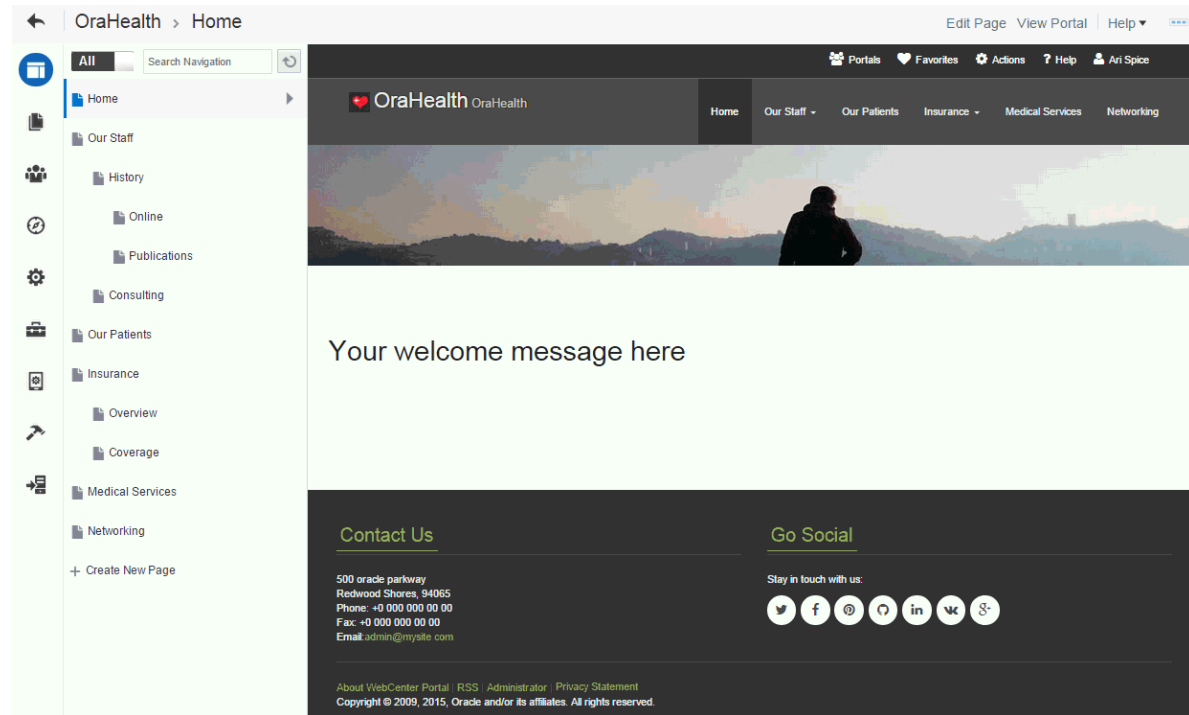 OraHealth > Home
Edit Page View Portal Help
All
Search Navigation
Home
Our Staff
History
Online
Publications
Consulting
Our Patients
Insurance
Overview
Coverage
Medical Services
Networking
+ Create New Page
Portals Favorites Actions ? Help Ari Spice
OraHealth OraHealth
Home Our Staff Our Patients Insurance Medical Services Networking
Your welcome message here
Contact Us
500 oracle parkway
Redwood Shores, 94065
Phone: +0 000 000 00 00
Fax: +0 000 000 00 00
Email:admin@mysite com
Go Social
Stay in touch with us:
About WebCenter Portal | RSS | Administrator | Privacy Statement
Copyright © 2009, 2015, Oracle and/or its affiliates. All rights reserved.